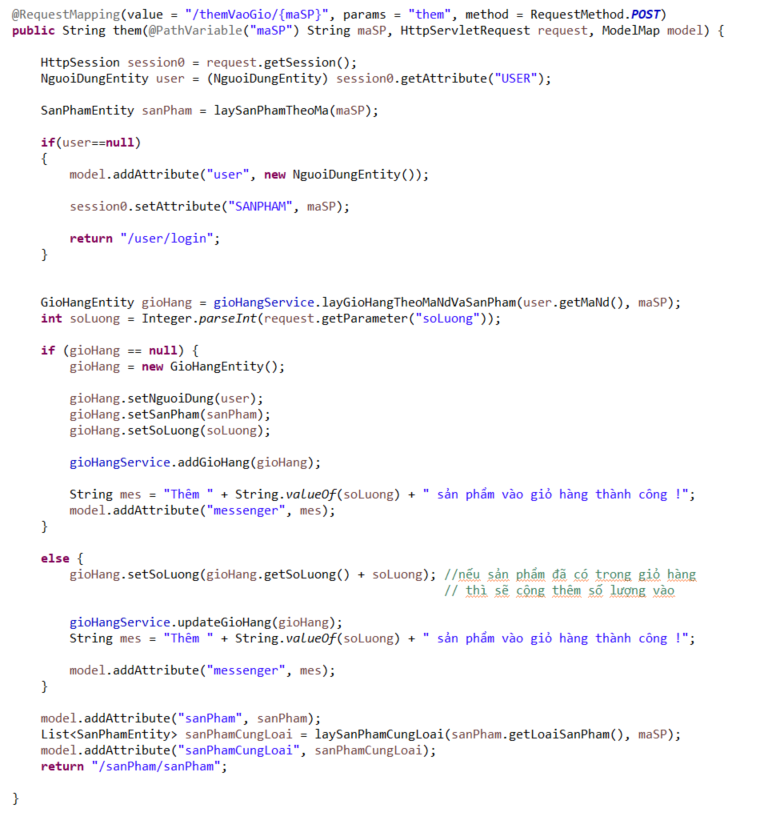 @RequestMapping(value = "/themVaoGio/{maSP}", params = "them", method = RequestMethod.POST)
public String them(@PathVariable("maSP") String maSP, HttpServletRequest request, ModelMap model) {
HttpSession session0 = request.getSession();
NguoiDungEntity user = (NguoiDungEntity) session0.getAttribute("USER");
SanPhamEntity sanPham = laySanPhamTheoMa(maSP);
if(user==null)
{
model.addAttribute("user", new NguoiDungEntity());
session0.setAttribute("SANPHAM", maSP);
return "/user/login";
}
GioHangEntity gioHang = gioHangService.layGioHangTheoMaNdVaSanPham(user.getMaNd(), maSP);
int soLuong = Integer.parseInt(request.getParameter("soLuong"));
if (gioHang == null) {
gioHang = new GioHangEntity();
gioHang.setNguoiDung(user);
gioHang.setSanPham(sanPham);
gioHang.setSoLuong(soLuong);
gioHangService.addGioHang(gioHang);
String mes = "Thêm " + String.valueOf(soLuong) + " sản phẩm vào giỏ hàng thành công !";
model.addAttribute("messenger", mes);
}
else {
gioHang.setSoLuong(gioHang.getSoLuong() + soLuong); //nếu sản phẩm đã có trong giỏ hàng
// thì sẽ cộng thêm số lượng vào
gioHangService.updateGioHang(gioHang);
String mes = "Thêm " + String.valueOf(soLuong) + " sản phẩm vào giỏ hàng thành công !";
model.addAttribute("messenger", mes);
}
model.addAttribute("sanPham", sanPham);
List<SanPhamEntity> sanPhamCungLoai = laySanPhamCungLoai(sanPham.getLoaiSanPham(), maSP);
model.addAttribute("sanPhamCungLoai", sanPhamCungLoai);
return "/sanPham/sanPham";
}